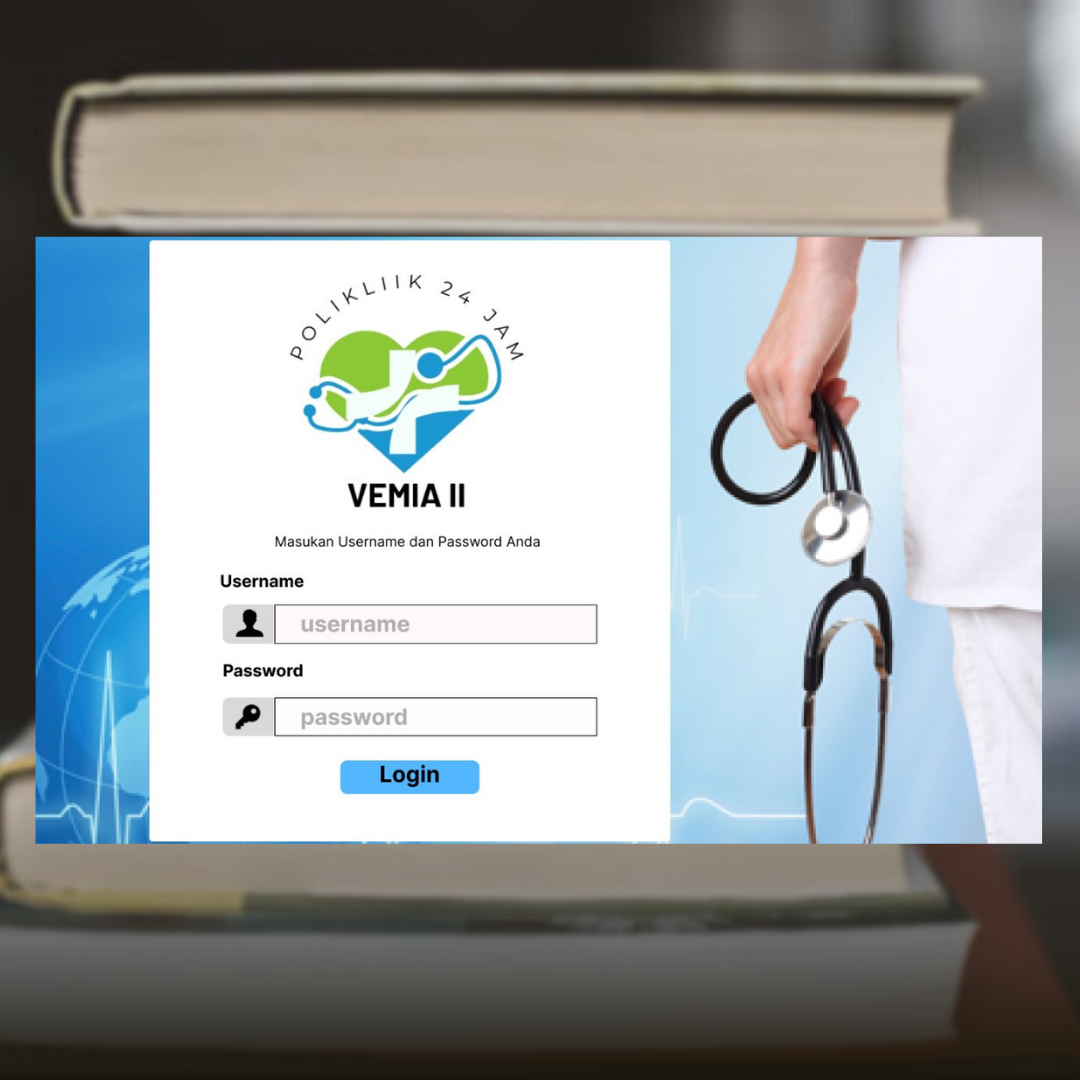 POLIKLIIK 24 JAM
VEMIA II
Masukan Username dan Password Anda
Username
username
Password
password
Login